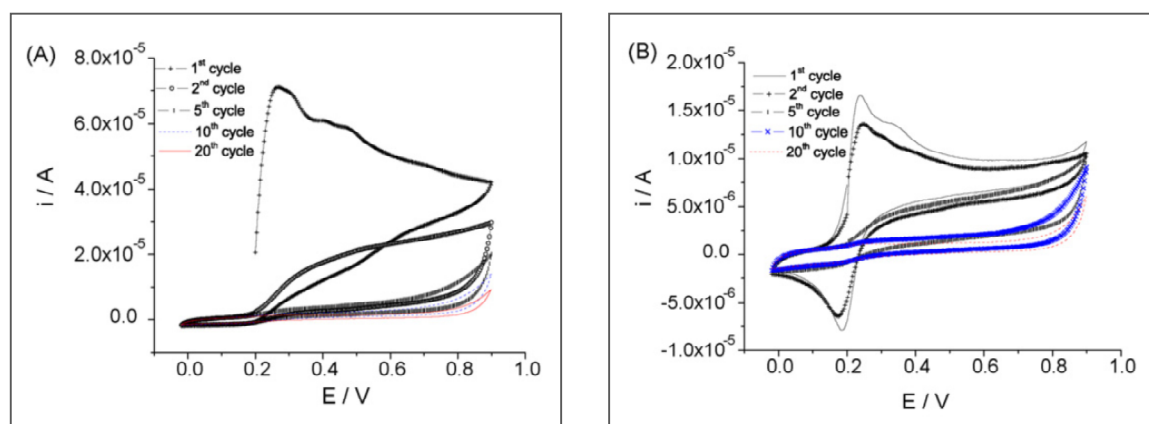 (A)
8.0x10⁻⁵
6.0x10⁻⁵
4.0x10⁻⁵
2.0x10⁻⁵
0.0
i / A
1ˢᵗ cycle
2ⁿᵈ cycle
5ᵗʰ cycle
10ᵗʰ cycle
20ᵗʰ cycle
0.0 0.2 0.4 0.6 0.8 1.0
E / V
(B)
2.0x10⁻⁵
1.5x10⁻⁵
1.0x10⁻⁵
5.0x10⁻⁶
0.0
-5.0x10⁻⁶
-1.0x10⁻⁵
i / A
1ˢᵗ cycle
2ⁿᵈ cycle
5ᵗʰ cycle
10ᵗʰ cycle
20ᵗʰ cycle
0.0 0.2 0.4 0.6 0.8 1.0
E / V